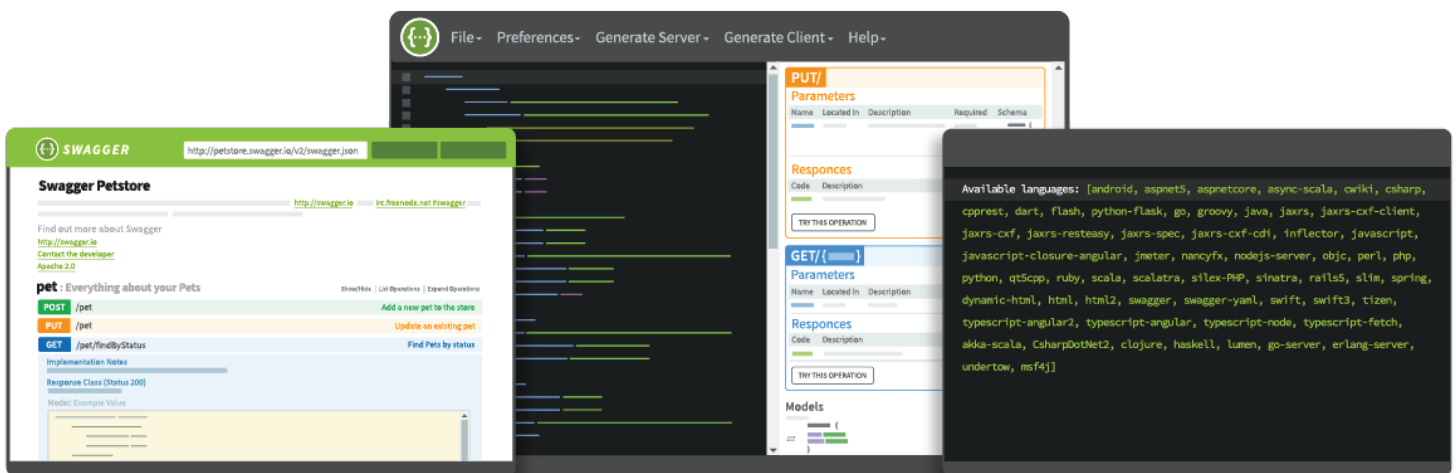 {···} File Preferences Generate Server Generate Client Help
PUT/
Parameters
Name Located in Description Required Schema
{
Responces
Code Description
TRY THIS OPERATION
GET/{ }
Parameters
Name Located in Description
Responces
Code Description
TRY THIS OPERATION
Models
{
}
{···} SWAGGER http://petstore.swagger.io/v2/swagger.json
Swagger Petstore
http://swagger.io irc.freenode.net #swagger
Find out more about Swagger
http://swagger.io
Contact the developer
Apache 2.0
pet : Everything about your Pets Show/Hide | List Operations | Expand Operations
POST /pet Add a new pet to the store
PUT /pet Update an existing pet
GET /pet/findByStatus Find Pets by status
Implementation Notes
Response Class (Status 200)
Model: Example Value
Available languages: [android, aspnet5, aspnetcore, async-scala, cwiki, csharp,
cpprest, dart, flash, python-flask, go, groovy, java, jaxrs, jaxrs-cxf-client,
jaxrs-cxf, jaxrs-resteasy, jaxrs-spec, jaxrs-cxf-cdi, inflector, javascript,
javascript-closure-angular, jmeter, nancyfx, nodejs-server, objc, perl, php,
python, qt5cpp, ruby, scala, scalatra, silex-PHP, sinatra, rails5, slim, spring,
dynamic-html, html, html2, swagger, swagger-yaml, swift, swift3, tizen,
typescript-angular2, typescript-angular, typescript-node, typescript-fetch,
akka-scala, CsharpDotNet2, clojure, haskell, lumen, go-server, erlang-server,
undertow, msf4j]